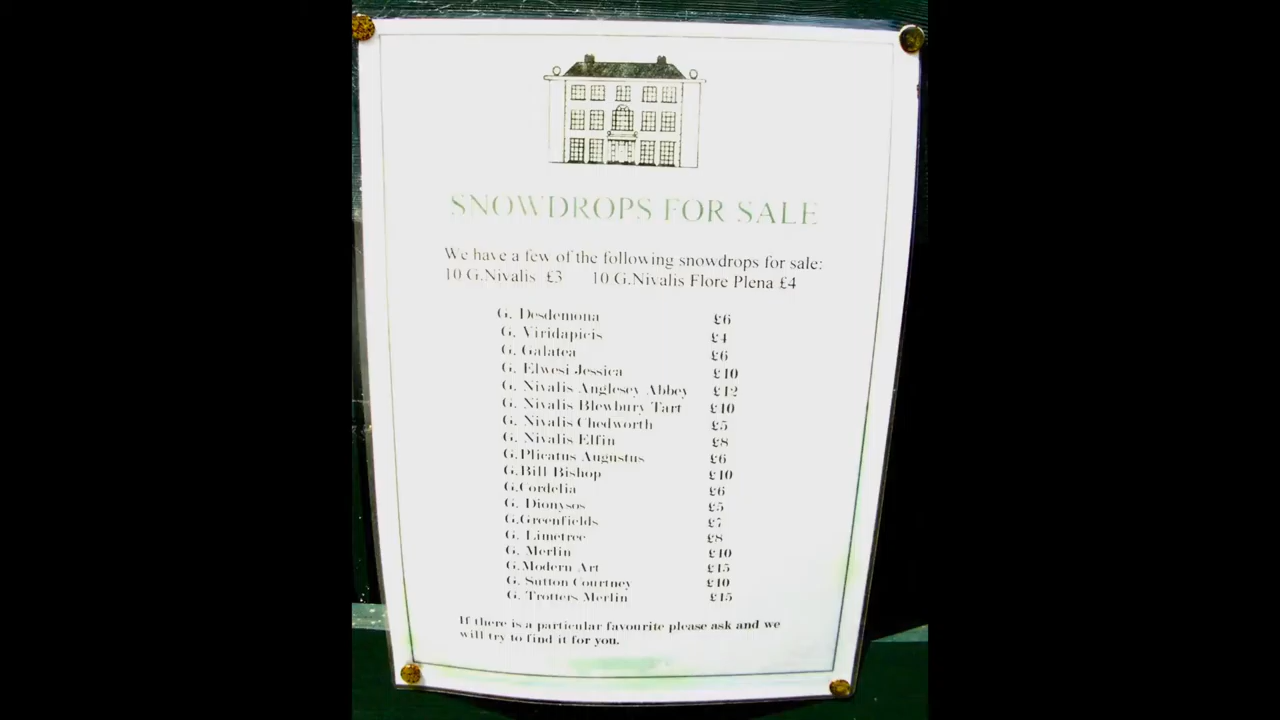 SNOWDROPS FOR SALE
We have a few of the following snowdrops for sale:
10 G.Nivalis £3 10 G.Nivalis Flore Plena £4
G. Desdemona £6
G. Viridapicis £4
G. Galatea £6
G. Elwesi Jessica £10
G. Nivalis Anglesey Abbey £12
G. Nivalis Blewbury Tart £10
G. Nivalis Chedworth £5
G. Nivalis Elfin £8
G.Plicatus Augustus £6
G.Bill Bishop £10
G.Cordelia £6
G. Dionysos £5
G.Greenfields £7
G. Limetree £8
G. Merlin £10
G.Modern Art £15
G. Sutton Courtney £10
G. Trotters Merlin £15
If there is a particular favourite please ask and we
will try to find it for you.